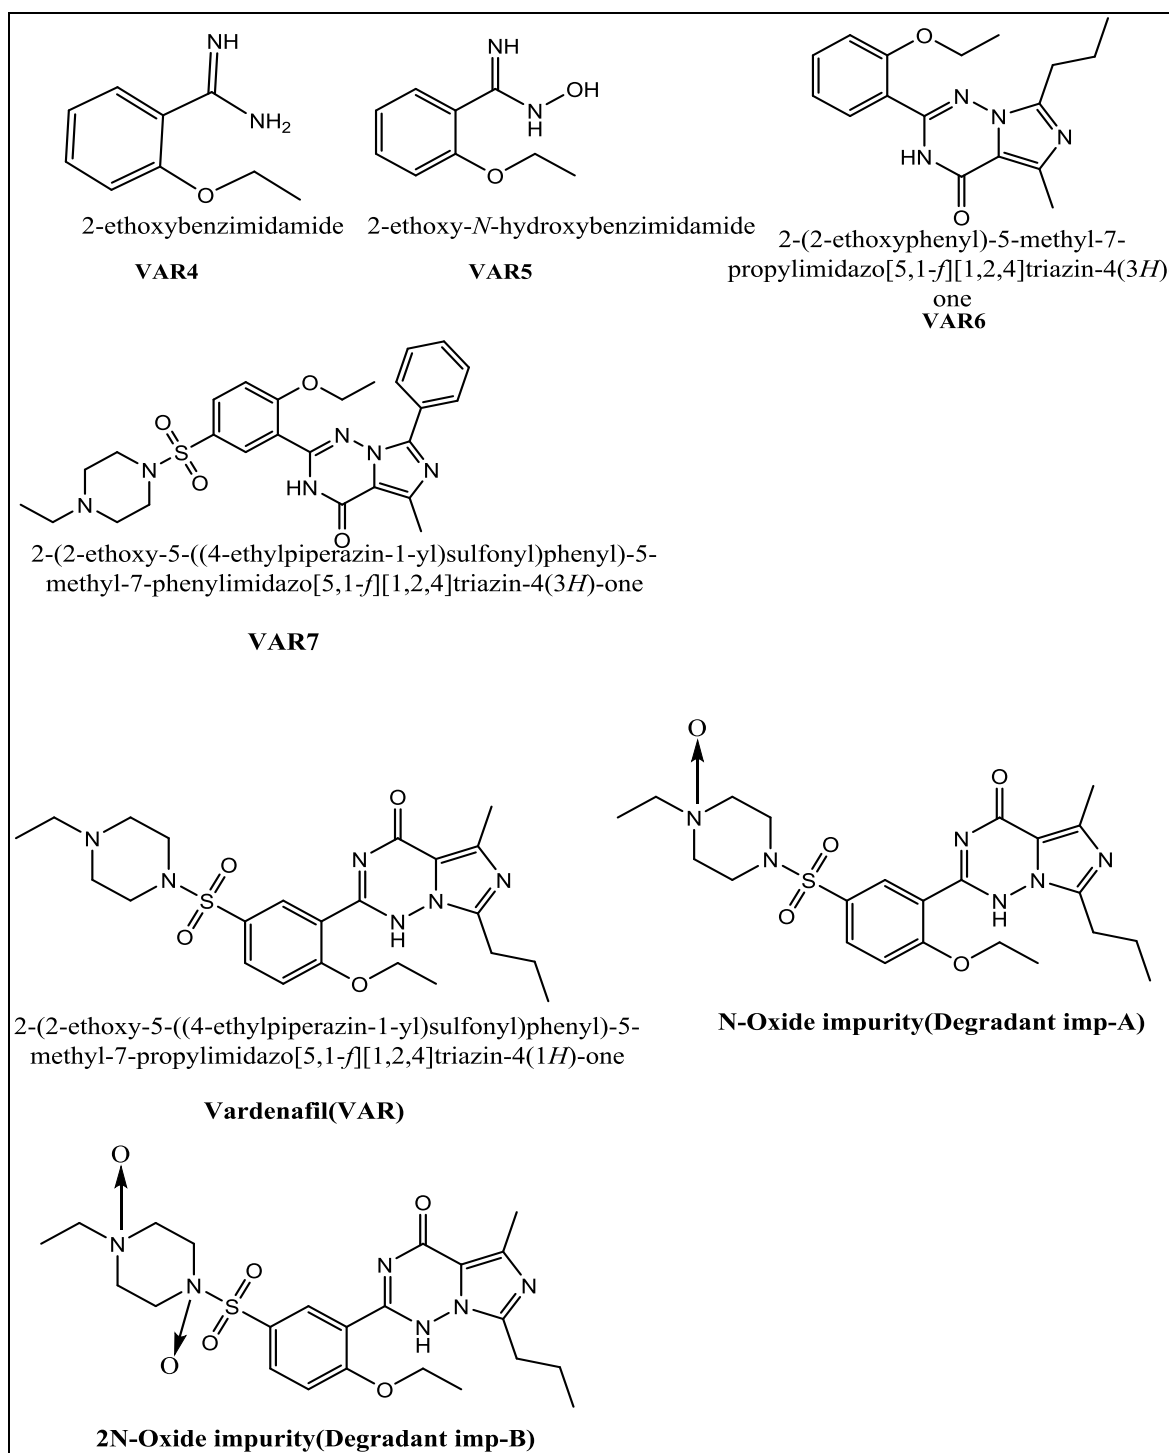 NH
NH2
O
2-ethoxybenzimidamide
VAR4
NH
OH
N
H
O
2-ethoxy-N-hydroxybenzimidamide
VAR5
O
N
N
N
HN
O
2-(2-ethoxyphenyl)-5-methyl-7-
propylimidazo[5,1-f][1,2,4]triazin-4(3H)
one
VAR6
O
O
S
O
N
N
N
N
N
HN
O
2-(2-ethoxy-5-((4-ethylpiperazin-1-yl)sulfonyl)phenyl)-5-
methyl-7-phenylimidazo[5,1-f][1,2,4]triazin-4(3H)-one
VAR7
O
N
N
O
S
O
N
N
N
N
H
O
2-(2-ethoxy-5-((4-ethylpiperazin-1-yl)sulfonyl)phenyl)-5-
methyl-7-propylimidazo[5,1-f][1,2,4]triazin-4(1H)-one
Vardenafil(VAR)
O
O
N
N
O
S
O
N
N
N
N
H
O
N-Oxide impurity(Degradant imp-A)
O
O
N
N
O
S
O
O
N
N
N
N
H
O
2N-Oxide impurity(Degradant imp-B)